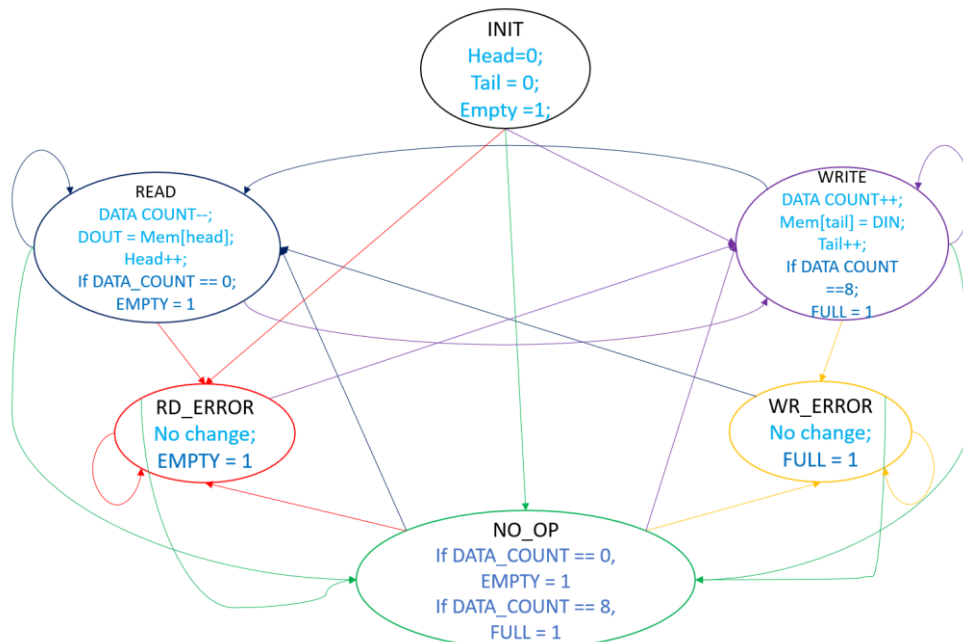 INIT
Head=0;
Tail = 0;
Empty =1;
READ
DATA COUNT--;
DOUT = Mem[head];
Head++;
If DATA_COUNT == 0;
EMPTY = 1
WRITE
DATA COUNT++;
Mem[tail] = DIN;
Tail++;
If DATA COUNT
==8;
FULL = 1
RD_ERROR
No change;
EMPTY = 1
WR_ERROR
No change;
FULL = 1
NO_OP
If DATA_COUNT == 0,
EMPTY = 1
If DATA_COUNT == 8,
FULL = 1